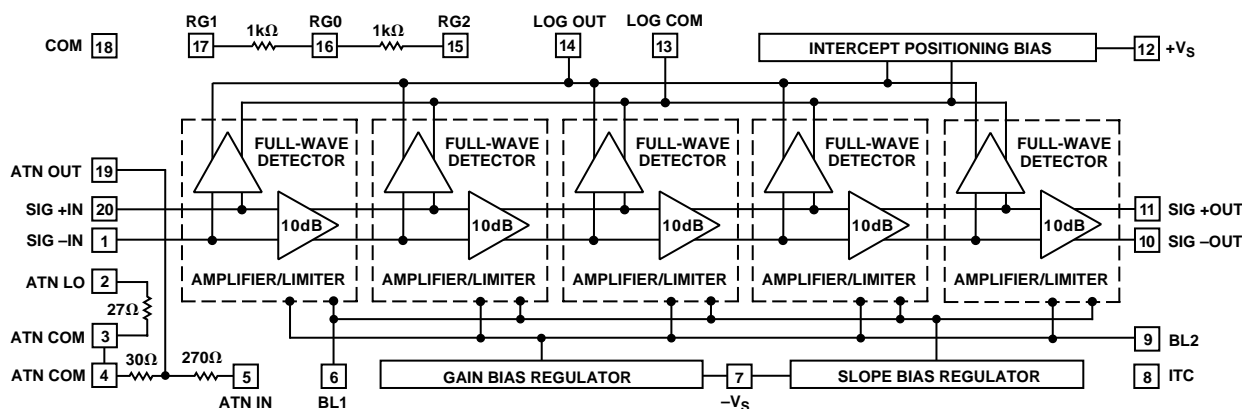 RG1 RG0 RG2 LOG OUT LOG COM
1kΩ 1kΩ
COM 18 17 16 15 14 13 INTERCEPT POSITIONING BIAS 12 +VS
FULL-WAVE DETECTOR
FULL-WAVE DETECTOR
FULL-WAVE DETECTOR
FULL-WAVE DETECTOR
FULL-WAVE DETECTOR
ATN OUT 19
SIG +IN 20
SIG –IN 1
10dB 10dB 10dB 10dB 10dB
11 SIG +OUT
10 SIG –OUT
AMPLIFIER/LIMITER AMPLIFIER/LIMITER AMPLIFIER/LIMITER AMPLIFIER/LIMITER AMPLIFIER/LIMITER
ATN LO 2
27Ω
ATN COM 3
9 BL2
30Ω 270Ω
ATN COM 4 5 6 GAIN BIAS REGULATOR 7 SLOPE BIAS REGULATOR 8 ITC
ATN IN BL1 –VS